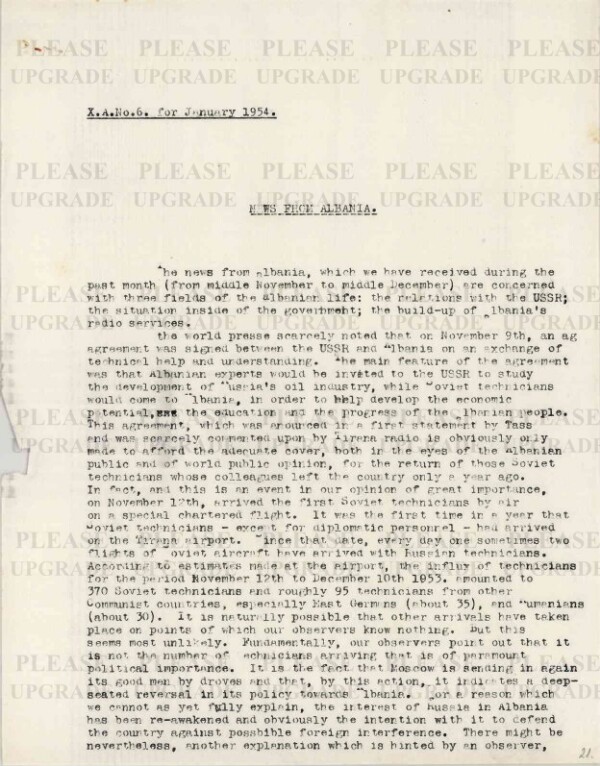 PLEASE PLEASE PLEASE PLEASE PLEASE
UPGRADE UPGRADE UPGRADE UPGRADE UPGRADE
X.A.No.6. for January 1954.
PLEASE PLEASE PLEASE PLEASE PLEASE
UPGRADE UPGRADE UPGRADE UPGRADE UPGRADE
NEWS FROM ALBANIA.
The news from Albania, which we have received during the
past month (from middle November to middle December) are concerned
with three fields of the Albanian life: the relations with the USSR;
the situation inside of the government; the build-up of Albania's
radio services.
the world presse scarcely noted that on November 9th, an ag
agreement was signed between the USSR and Albania on an exchange of
technical help and understanding. The main feature of the agreement
was that Albanian experts would be invited to the USSR to study
the development of Russia's oil industry, while Soviet technicians
would come to Albania, in order to help develop the economic
potential, the education and the progress of the Albanian people.
This agreement, which was anounced in a first statement by Tass
and was scarcely commented upon by Tirana radio is obviously only
made to afford the adequate cover, both in the eyes of the Albanian
public and of world public opinion, for the return of those Soviet
technicians whose colleagues left the country only a year ago.
In fact, and this is an event in our opinion of great importance,
on November 12th, arrived the first Soviet technicians by air
on a special chartered flight. It was the first time in a year that
Soviet technicians - except for diplomatic personnel - had arrived
on the Tirana airport. Since that date, every day one sometimes two
flights of Soviet aircraft have arrived with Russian technicians.
According to estimates made at the airport, the influx of technicians
for the period November 12th to December 10th 1953. amounted to
370 Soviet technicians and roughly 95 technicians from other
Communist countries, especially East Germans (about 35), and Rumanians
(about 30). It is naturally possible that other arrivals have taken
place on points of which our observers know nothing. But this
seems most unlikely. Fundamentally, our observers point out that it
is not the number of technicians arriving that is of paramount
political importance. It is the fact that Moscow is sending in again
its good men by droves and that, by this action, it indicates a deep-
seated reversal in its policy towards Albania. For a reason which
we cannot as yet fully explain, the interest of Russia in Albania
has been re-awakened and obviously the intention with it to defend
the country against possbible foreign interference. There might be
nevertheless, another explanation which is hinted by an observer,
21.